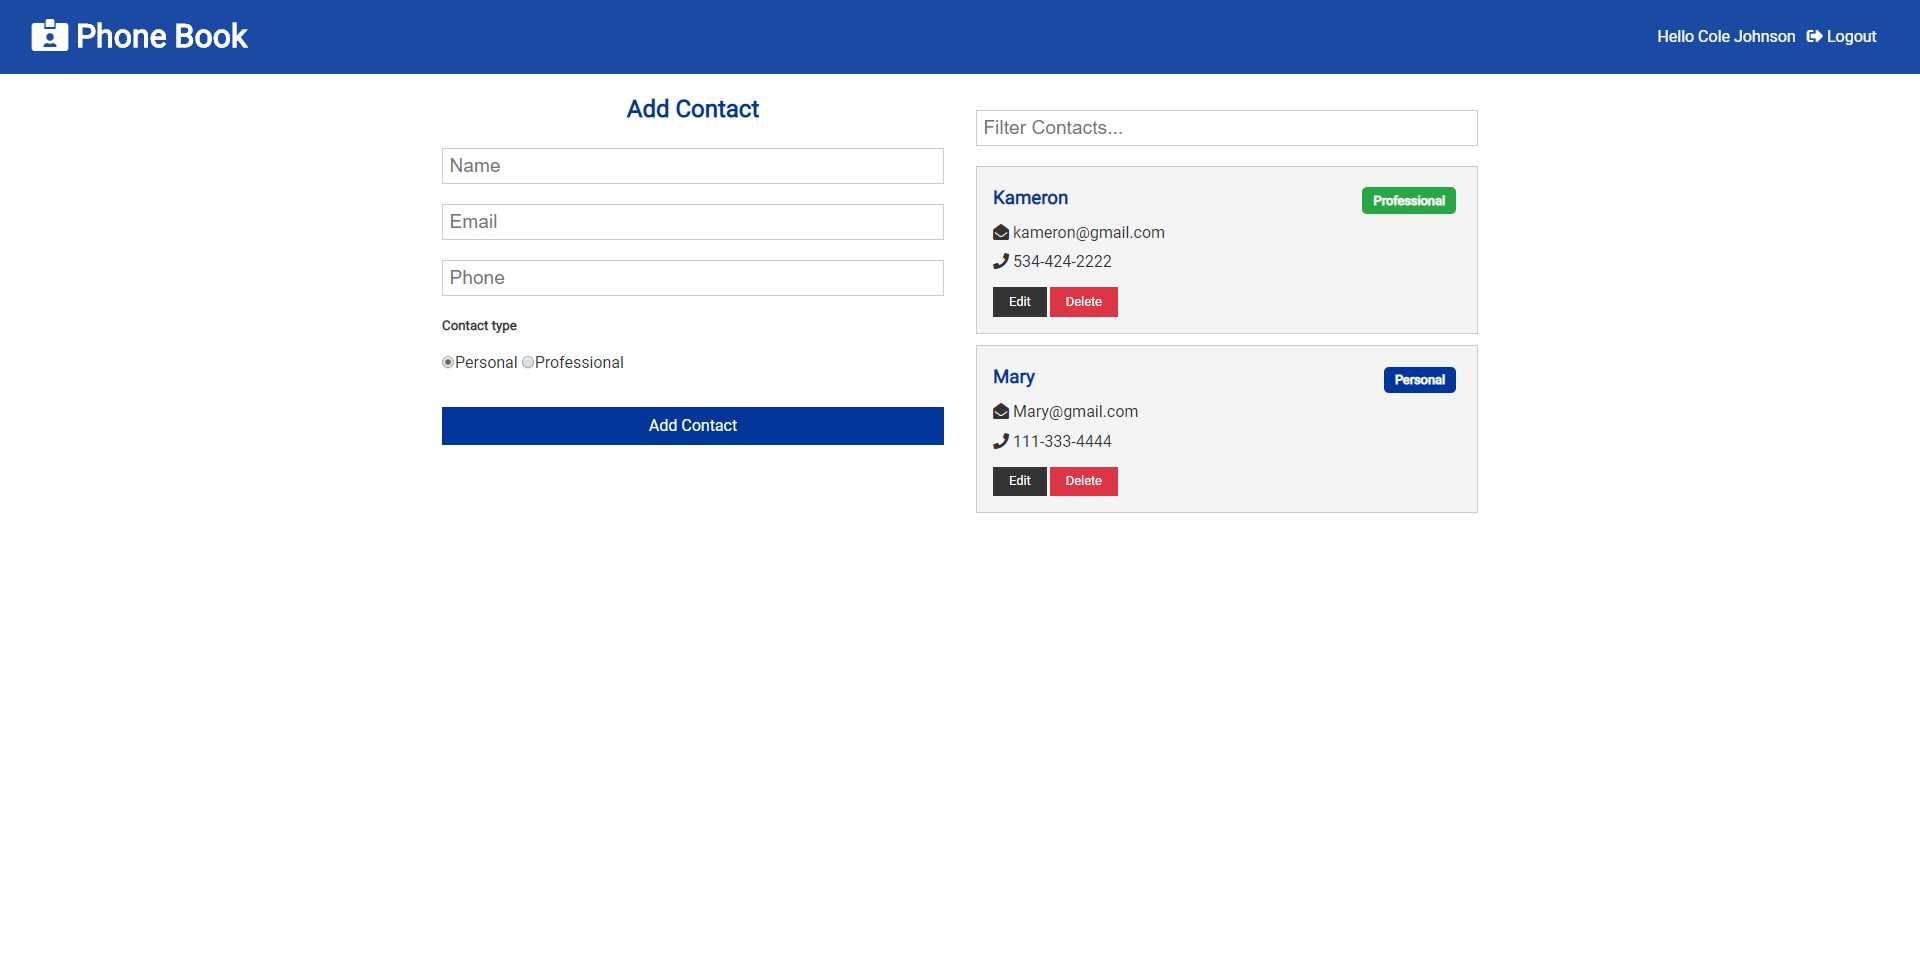 Phone Book
Hello Cole Johnson Logout
Add Contact
Name
Email
Phone
Contact type
Personal Professional
Add Contact
Filter Contacts...
Kameron
Professional
kameron@gmail.com
534-424-2222
Edit Delete
Mary
Personal
Mary@gmail.com
111-333-4444
Edit Delete